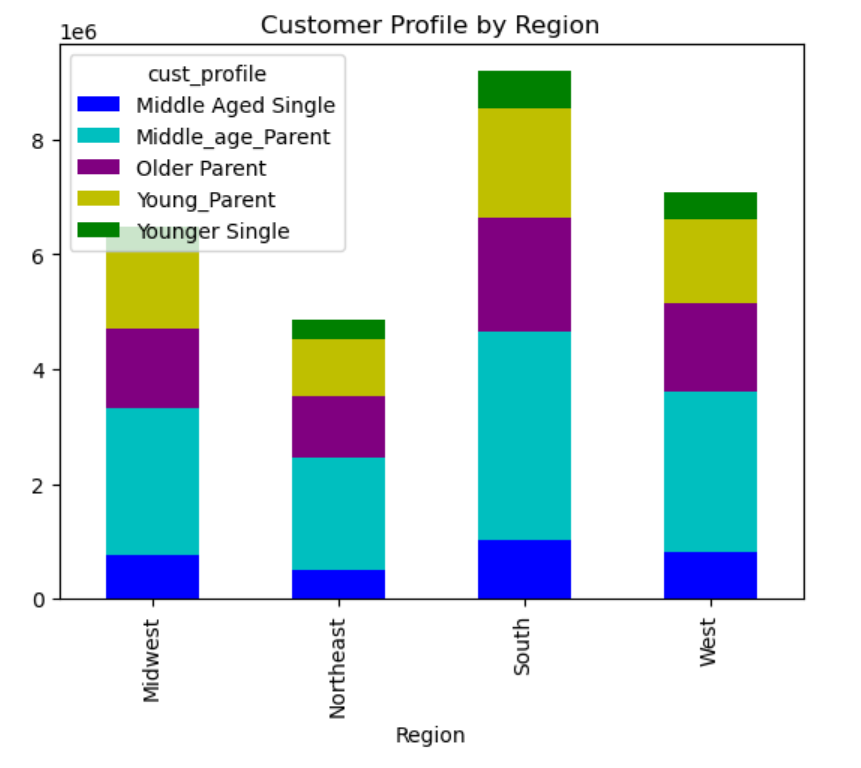 Customer Profile by Region
1e6
cust_profile
Middle Aged Single
Middle_age_Parent
Older Parent
Young_Parent
Younger Single
8
6
4
2
0
Midwest
Northeast
South
West
Region